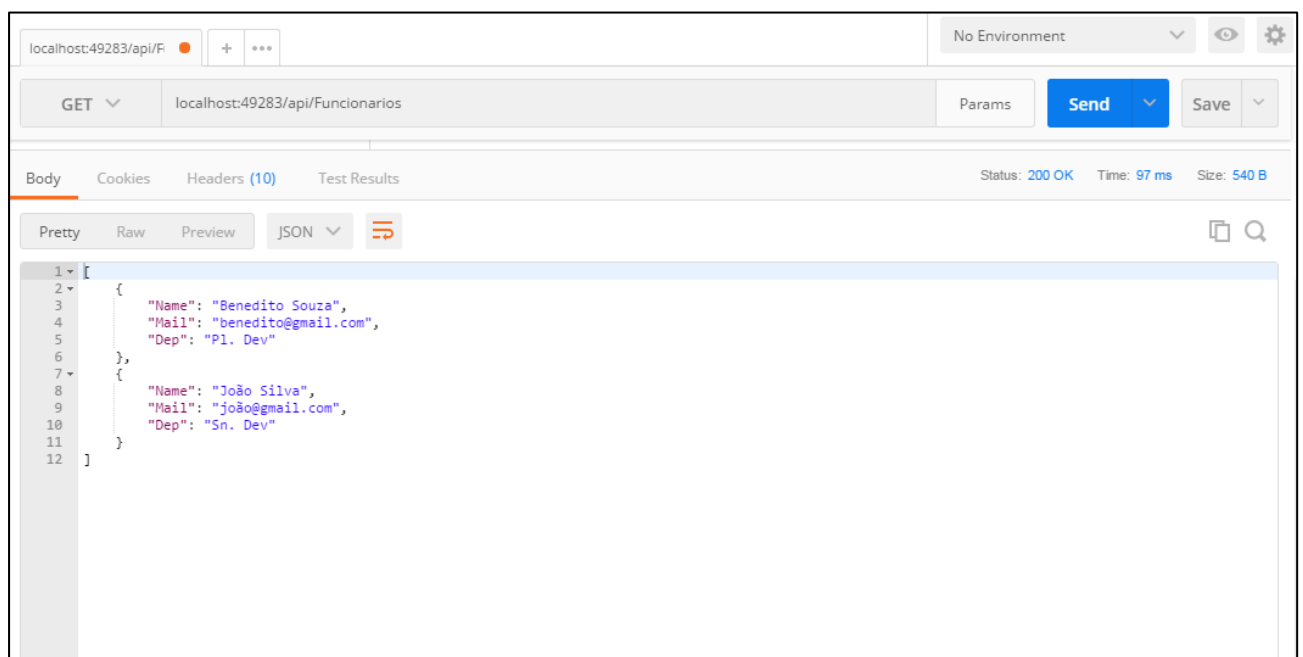 localhost:49283/api/F
No Environment
GET localhost:49283/api/Funcionarios Params Send Save
Body Cookies Headers (10) Test Results Status: 200 OK Time: 97 ms Size: 540 B
Pretty Raw Preview JSON
1 [
2 {
3 "Name": "Benedito Souza",
4 "Mail": "benedito@gmail.com",
5 "Dep": "Pl. Dev"
6 },
7 {
8 "Name": "João Silva",
9 "Mail": "joão@gmail.com",
10 "Dep": "Sn. Dev"
11 }
12 ]